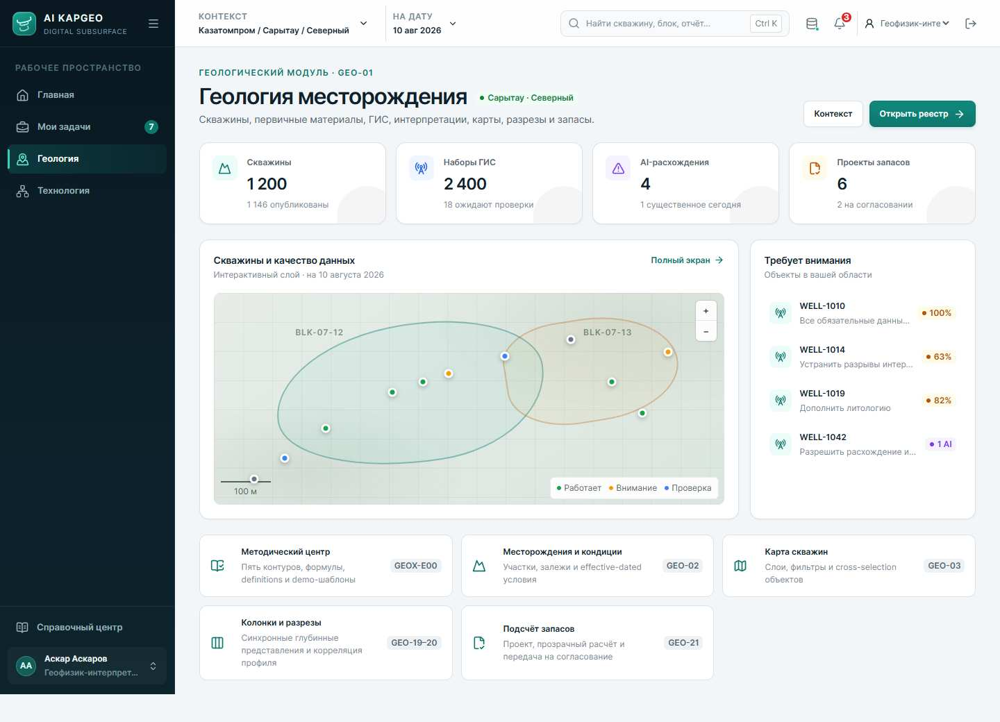 AI KAPGEO
DIGITAL SUBSURFACE
РАБОЧЕЕ ПРОСТРАНСТВО
Главная
Мои задачи
7
Геология
Технология
Справочный центр
AA
Аскар Аскаров
Геофизик-интерпрет...
КОНТЕКСТ
Казатомпром / Сарытау / Северный
НА ДАТУ
10 авг 2026
Найти скважину, блок, отчёт...
Ctrl K
3
Геофизик-инте
ГЕОЛОГИЧЕСКИЙ МОДУЛЬ · GEO-01
Геология месторождения
Сарытау · Северный
Скважины, первичные материалы, ГИС, интерпретации, карты, разрезы и запасы.
Контекст
Открыть реестр
Скважины
1 200
1 146 опубликованы
Наборы ГИС
2 400
18 ожидают проверки
AI-расхождения
4
1 существенное сегодня
Проекты запасов
6
2 на согласовании
Скважины и качество данных
Интерактивный слой · на 10 августа 2026
Полный экран
BLK-07-12
BLK-07-13
+
−
100 м
Работает
Внимание
Проверка
Требует внимания
Объекты в вашей области
WELL-1010
Все обязательные данны...
100%
WELL-1014
Устранить разрывы интер...
63%
WELL-1019
Дополнить литологию
82%
WELL-1042
Разрешить расхождение и...
1 AI
Методический центр
Пять контуров, формулы,
definitions и demo-шаблоны
GEOX-E00
Месторождения и кондиции
Участки, залежи и effective-dated
условия
GEO-02
Карта скважин
Слои, фильтры и cross-selection
объектов
GEO-03
Колонки и разрезы
Синхронные глубинные
представления и корреляция
профиля
GEO-19–20
Подсчёт запасов
Проект, прозрачный расчёт и
передача на согласование
GEO-21